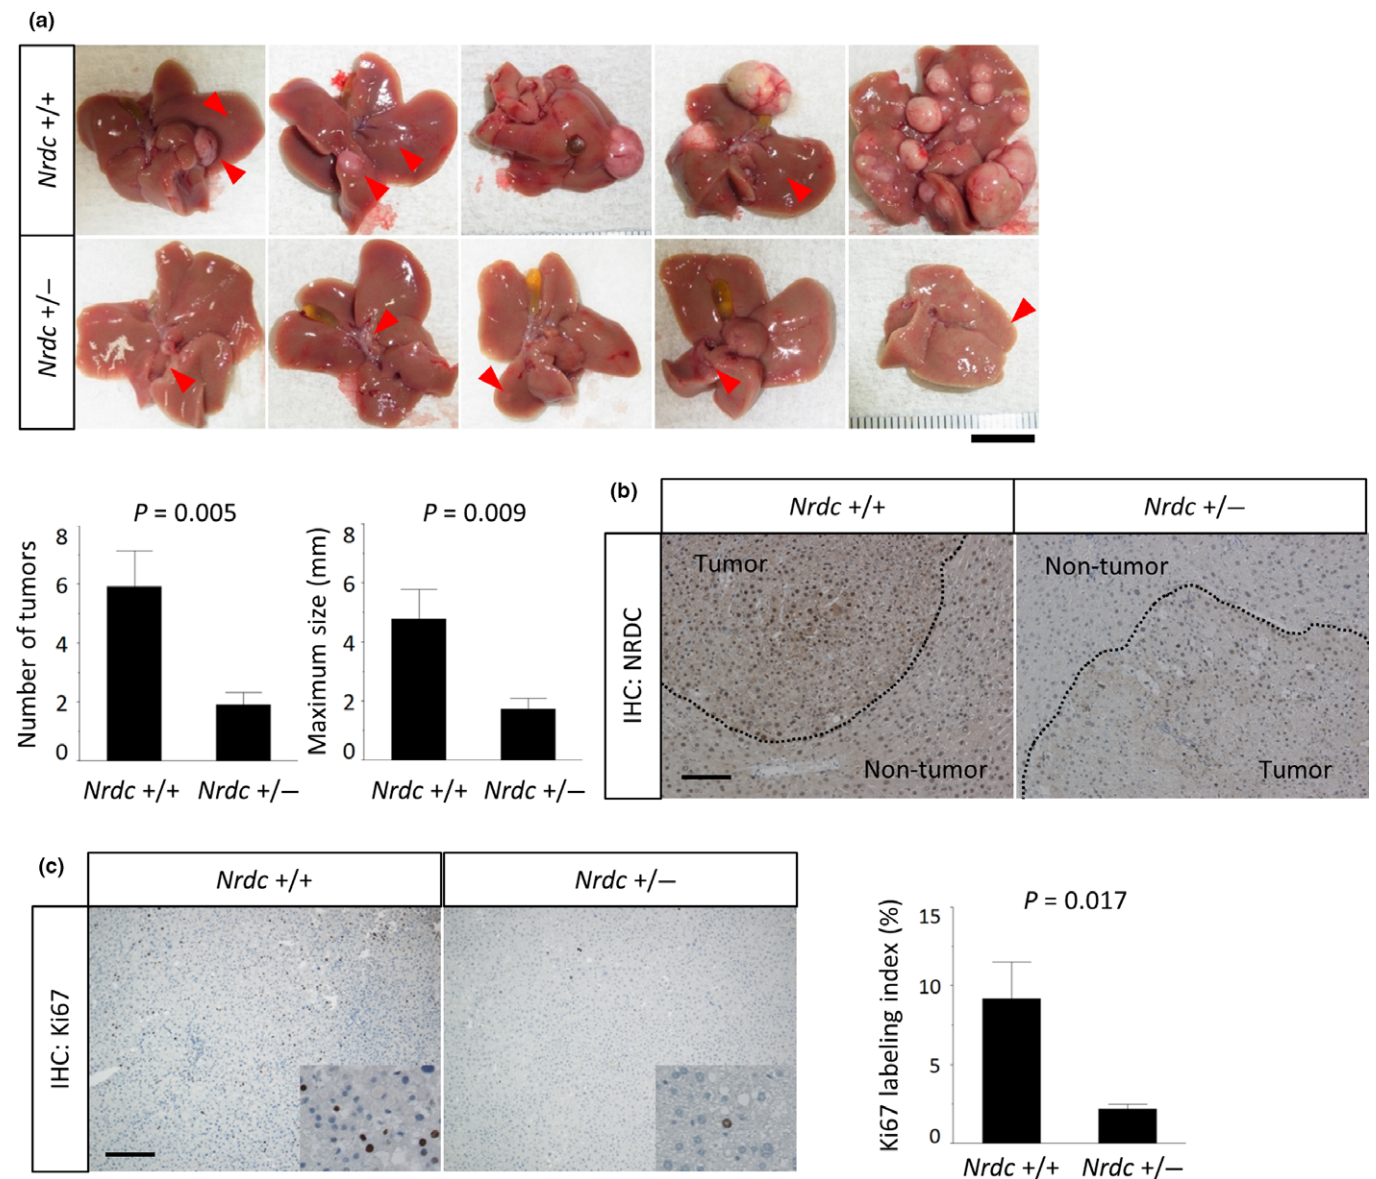 (a)
Nrdc +/+
Nrdc +/−
P = 0.005
Number of tumors
8
6
4
2
0
Nrdc +/+ Nrdc +/−
P = 0.009
Maximum size (mm)
8
6
4
2
0
Nrdc +/+ Nrdc +/−
(b)
Nrdc +/+ Nrdc +/−
IHC: NRDC
Tumor
Non-tumor
Non-tumor
Tumor
(c)
Nrdc +/+ Nrdc +/−
IHC: Ki67
P = 0.017
Ki67 labeling index (%)
15
10
5
0
Nrdc +/+ Nrdc +/−